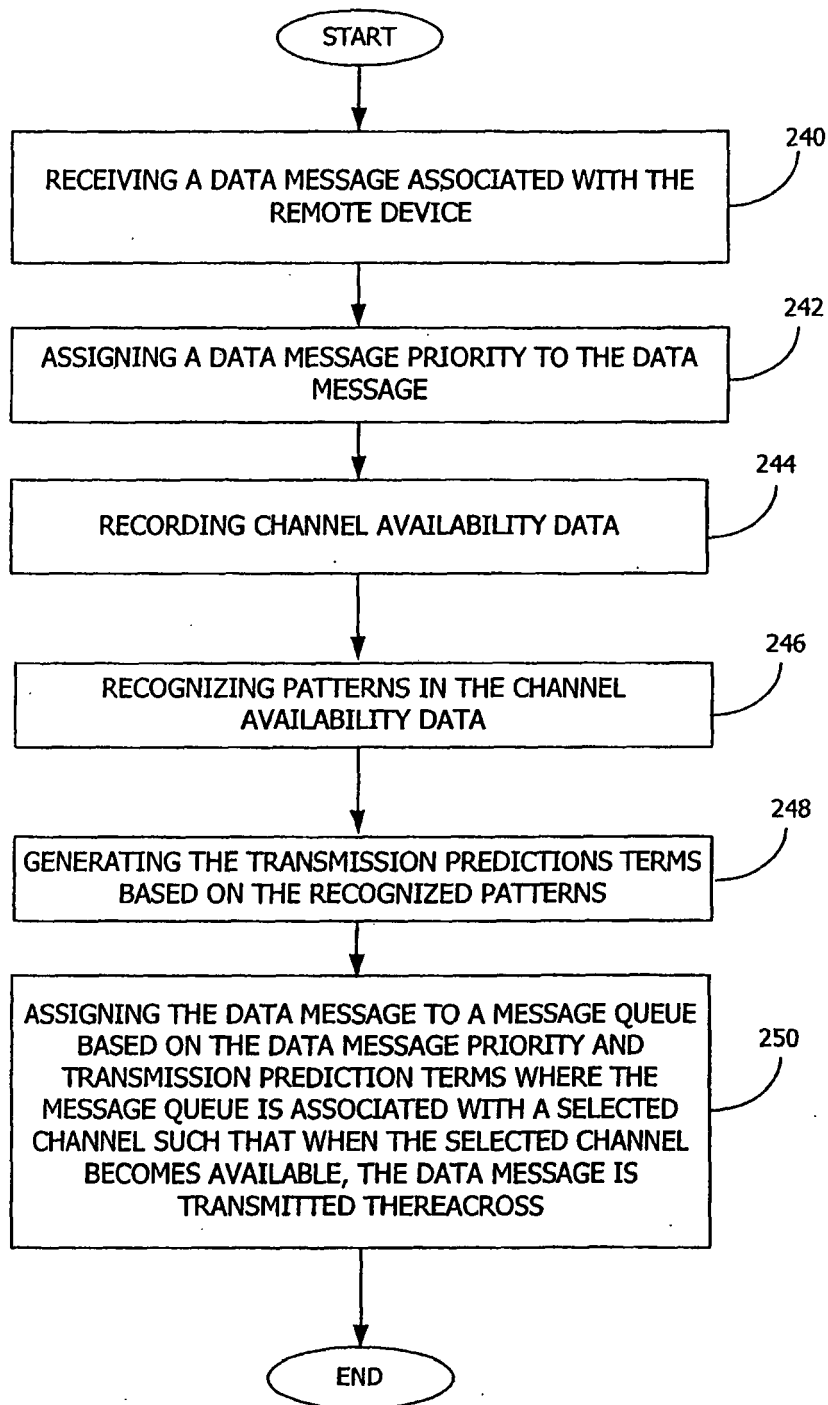 START
240
RECEIVING A DATA MESSAGE ASSOCIATED WITH THE
REMOTE DEVICE
242
ASSIGNING A DATA MESSAGE PRIORITY TO THE DATA
MESSAGE
244
RECORDING CHANNEL AVAILABILITY DATA
246
RECOGNIZING PATTERNS IN THE CHANNEL
AVAILABILITY DATA
248
GENERATING THE TRANSMISSION PREDICTIONS TERMS
BASED ON THE RECOGNIZED PATTERNS
250
ASSIGNING THE DATA MESSAGE TO A MESSAGE QUEUE
BASED ON THE DATA MESSAGE PRIORITY AND
TRANSMISSION PREDICTION TERMS WHERE THE
MESSAGE QUEUE IS ASSOCIATED WITH A SELECTED
CHANNEL SUCH THAT WHEN THE SELECTED CHANNEL
BECOMES AVAILABLE, THE DATA MESSAGE IS
TRANSMITTED THEREACROSS
END